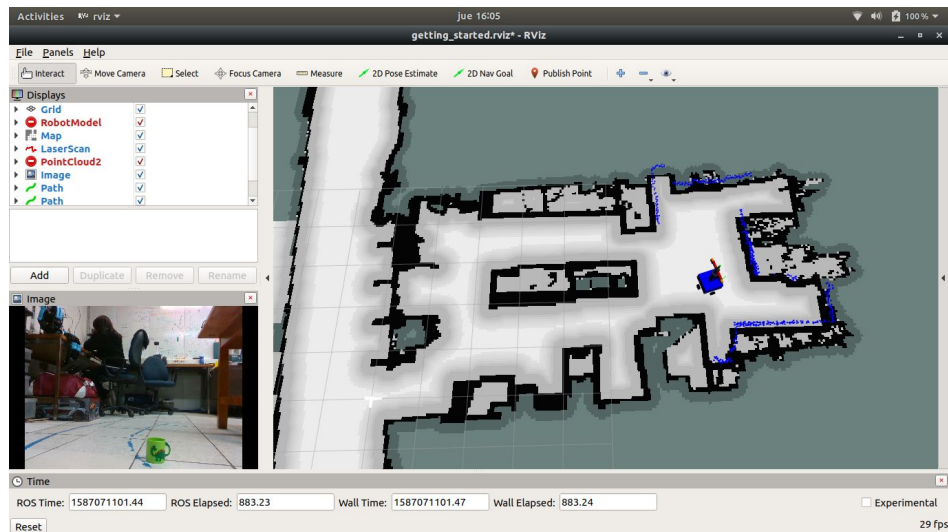 Activities RViz rviz jue 16:05 100 %
getting_started.rviz* - RViz
File Panels Help
Interact Move Camera Select Focus Camera Measure 2D Pose Estimate 2D Nav Goal Publish Point
Displays
Grid
RobotModel
Map
LaserScan
PointCloud2
Image
Path
Path
Add Duplicate Remove Rename
Image
Time
ROS Time: 1587071101.44 ROS Elapsed: 883.23 Wall Time: 1587071101.47 Wall Elapsed: 883.24 Experimental
Reset 29 fps